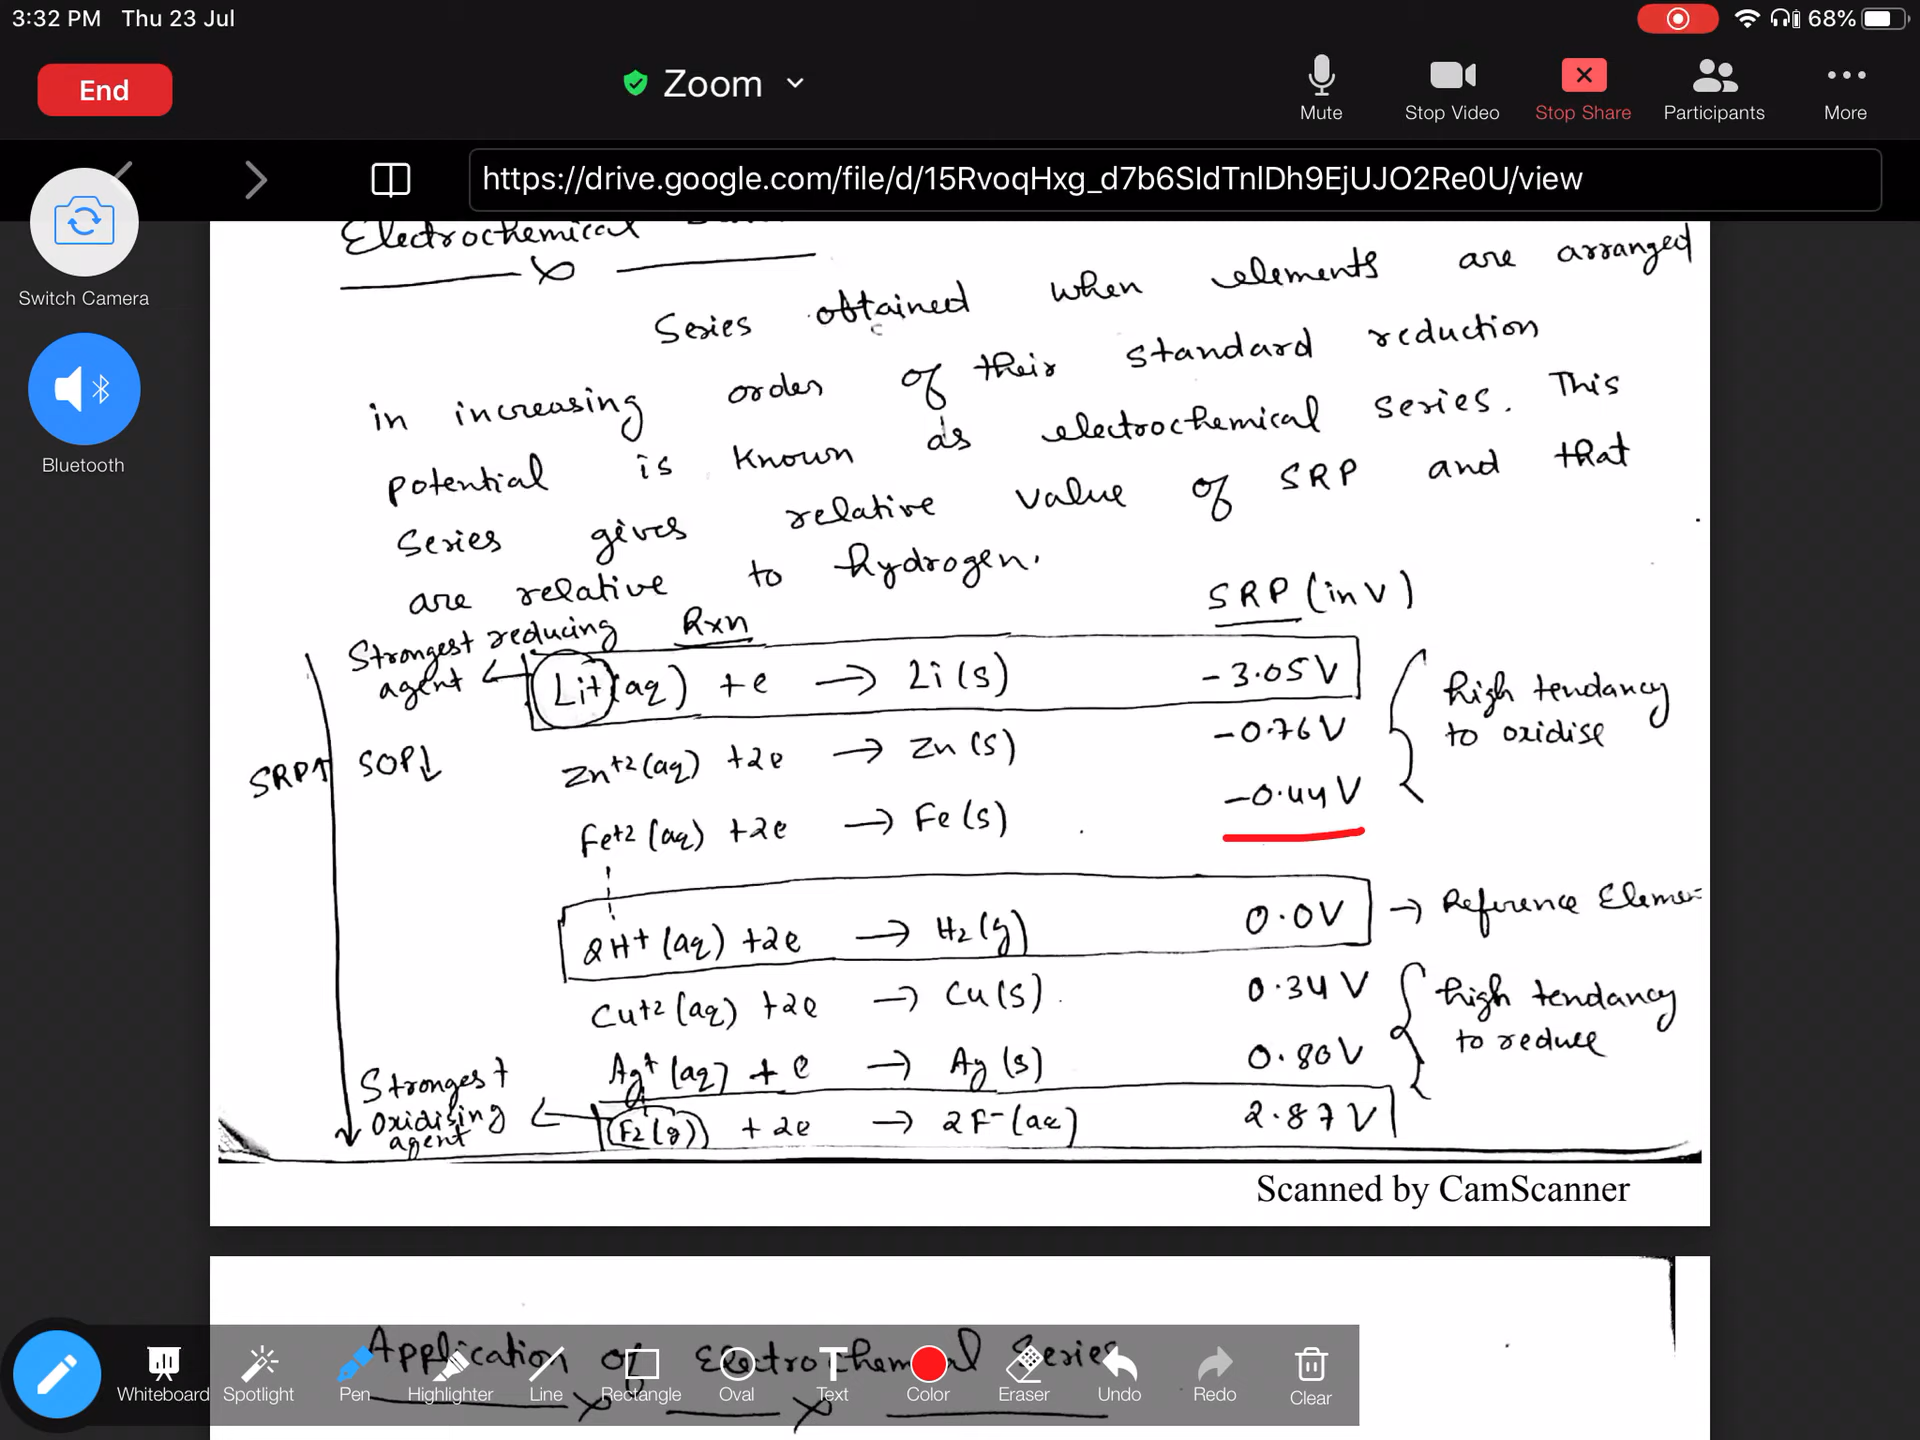 3:32 PM Thu 23 Jul
68%
End
Zoom
Mute
Stop Video
Stop Share
Participants
More
https://drive.google.com/file/d/15RvoqHxg_d7b6SIdTnlDh9EjUJO2Re0U/view
Switch Camera
Bluetooth
Electrochemical
Series obtained when elements are arranged
in increasing order of their standard reduction
potential is known as electrochemical series. This
series gives relative value of SRP and that
are relative to hydrogen.
Rxn SRP (in V)
Strongest reducing
agent ← Li+(aq) + e → Li(s) -3.05V
Zn+2(aq) +2e → Zn(s) -0.76V
Fe+2(aq) +2e → Fe(s) -0.44V
high tendancy
to oxidise
SRP↑ SOP↓
2H+(aq) +2e → H2(g) 0.0V → Reference Elemen
Cu+2(aq) +2e → Cu(s) 0.34V
Ag+(aq) + e → Ag(s) 0.80V
high tendancy
to reduce
Strongest
Oxidising
agent ← F2(g) + 2e → 2F-(aq) 2.87V
Scanned by CamScanner
Application of Electrochemical Series
Whiteboard
Spotlight
Pen
Highlighter
Line
Rectangle
Oval
Text
Color
Eraser
Undo
Redo
Clear